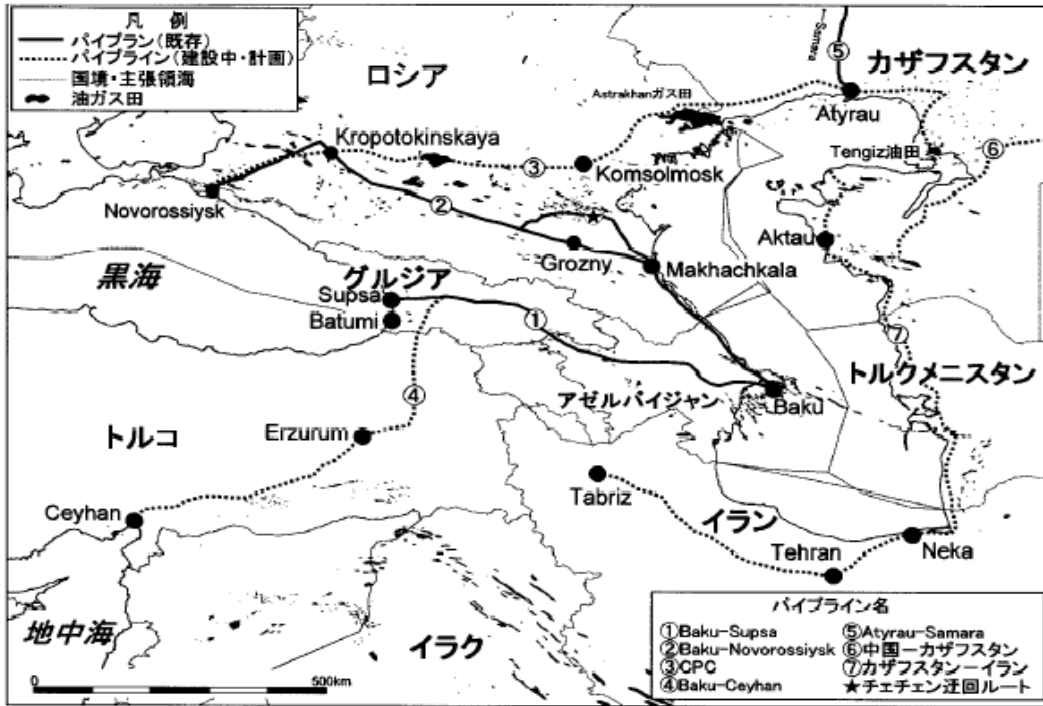 凡 例
パイプラン(既存)
パイプライン(建設中・計画)
国境・主張領海
油ガス田
ロシア
←Samara
⑤
カザフスタン
Astrakhanガス田
Atyrau
Kropotokinskaya
Tengiz油田
⑥
③
Komsolmosk
Novorossiysk
②
★
Aktau
Grozny
Makhachkala
黒海
グルジア
Supsa
Batumi
①
⑦
トルクメニスタン
④
アゼルバイジャン
Baku
トルコ
Erzurum
Tabriz
Ceyhan
イラン
Tehran
Neka
地中海
イラク
0
500km
パイプライン名
①Baku-Supsa
②Baku-Novorossiysk
③CPC
④Baku-Ceyhan
⑤Atyrau-Samara
⑥中国ーカザフスタン
⑦カザフスタンーイラン
★チェチェン迂回ルート